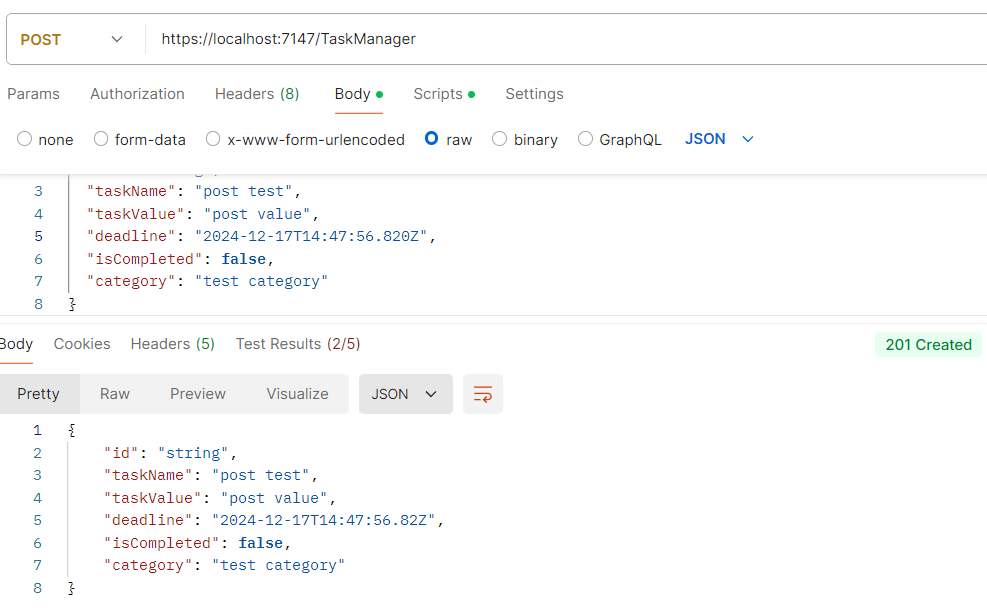 POST https://localhost:7147/TaskManager
Params Authorization Headers (8) Body Scripts Settings
none form-data x-www-form-urlencoded raw binary GraphQL JSON
3 "taskName": "post test",
4 "taskValue": "post value",
5 "deadline": "2024-12-17T14:47:56.820Z",
6 "isCompleted": false,
7 "category": "test category"
8 }
Body Cookies Headers (5) Test Results (2/5) 201 Created
Pretty Raw Preview Visualize JSON
1 {
2 "id": "string",
3 "taskName": "post test",
4 "taskValue": "post value",
5 "deadline": "2024-12-17T14:47:56.82Z",
6 "isCompleted": false,
7 "category": "test category"
8 }